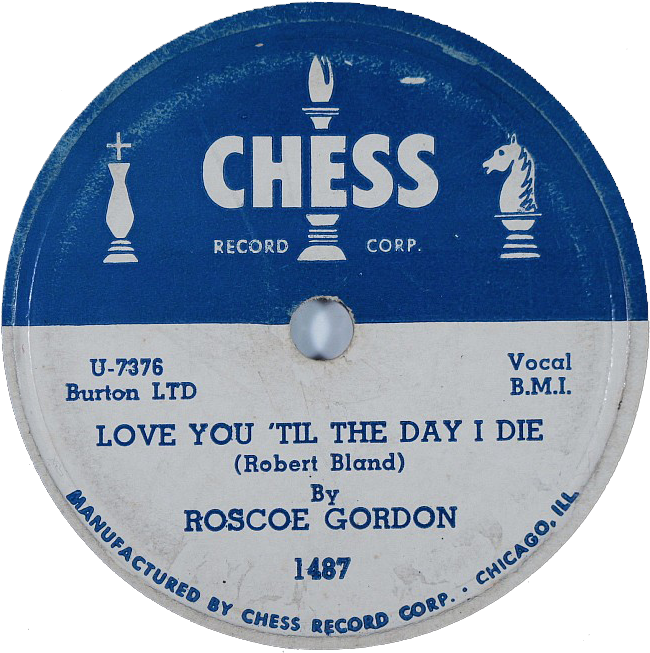 CHESS
RECORD CORP.
U-7376
Burton LTD
Vocal
B.M.I.
LOVE YOU 'TIL THE DAY I DIE
(Robert Bland)
By
ROSCOE GORDON
1487
MANUFACTURED BY CHESS RECORD CORP. · CHICAGO, ILL.